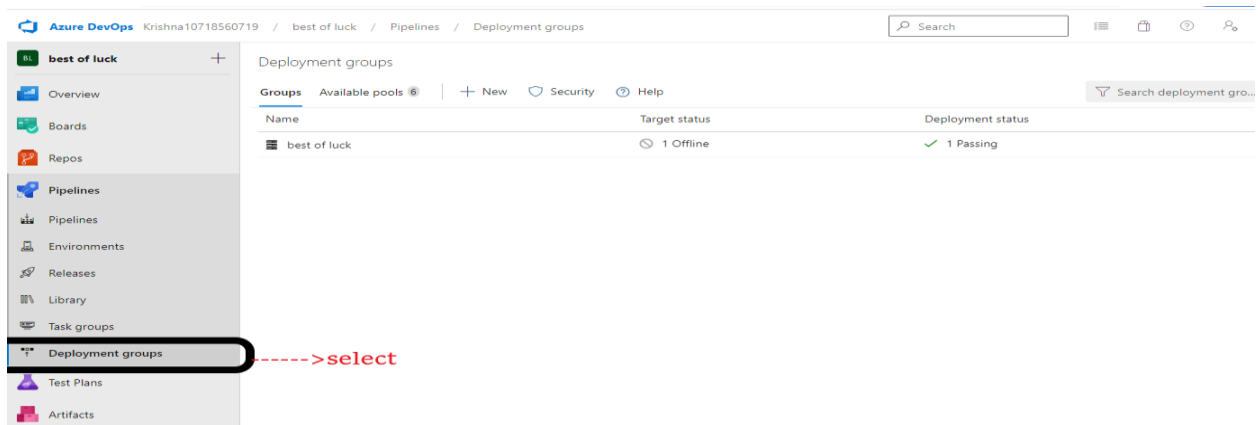 Azure DevOps Krishna10718560719 / best of luck / Pipelines / Deployment groups
Search
BL best of luck
Overview
Boards
Repos
Pipelines
Pipelines
Environments
Releases
Library
Task groups
Deployment groups
Test Plans
Artifacts
Deployment groups
Groups Available pools 6 + New Security ? Help
Search deployment gro...
Name Target status Deployment status
best of luck 1 Offline 1 Passing
------>select